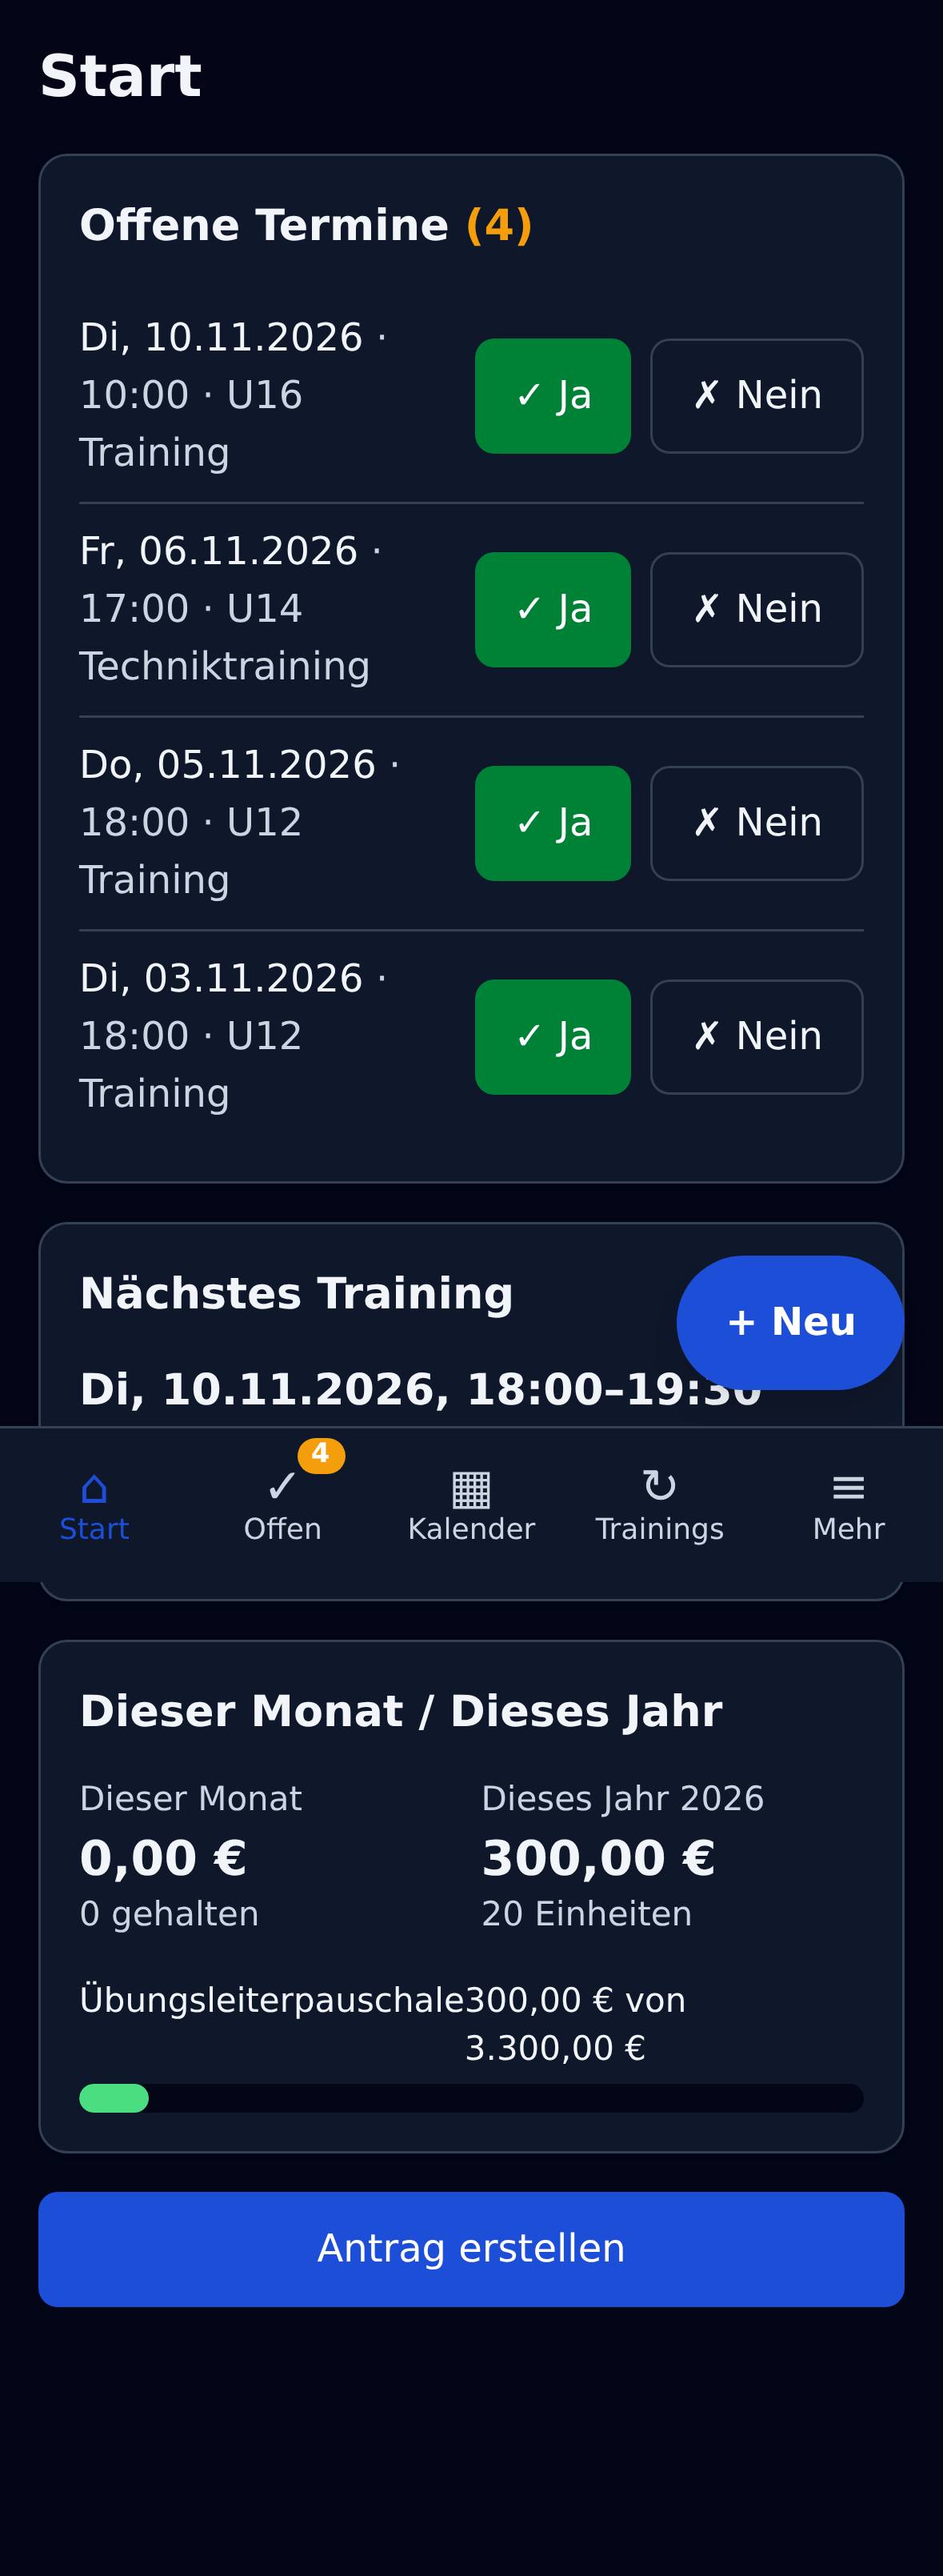 Start
Offene Termine (4)
Di, 10.11.2026 ·
10:00 · U16
Training
✓ Ja
✗ Nein
Fr, 06.11.2026 ·
17:00 · U14
Techniktraining
✓ Ja
✗ Nein
Do, 05.11.2026 ·
18:00 · U12
Training
✓ Ja
✗ Nein
Di, 03.11.2026 ·
18:00 · U12
Training
✓ Ja
✗ Nein
Nächstes Training
+ Neu
Di, 10.11.2026, 18:00–19:30
4
Start
Offen
Kalender
Trainings
Mehr
Dieser Monat / Dieses Jahr
Dieser Monat
0,00 €
0 gehalten
Dieses Jahr 2026
300,00 €
20 Einheiten
Übungsleiterpauschale
300,00 € von
3.300,00 €
Antrag erstellen